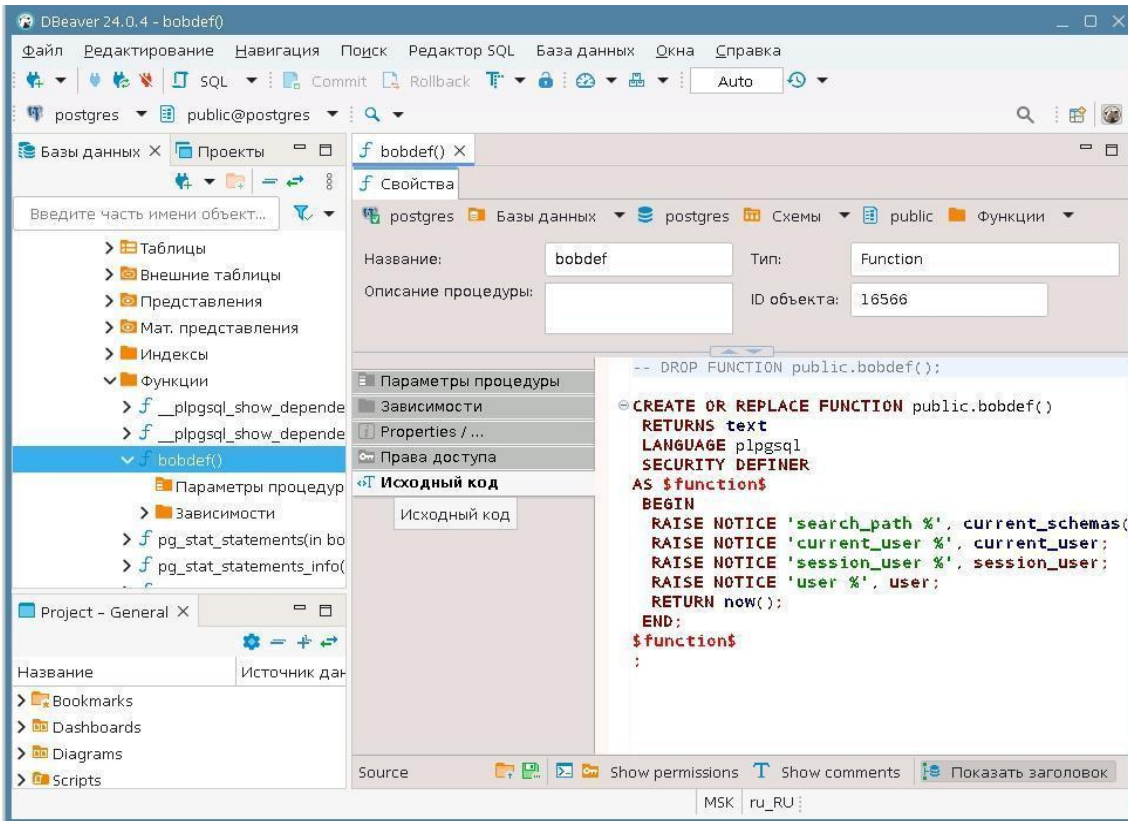 DBeaver 24.0.4 - bobdef()
Файл Редактирование Навигация Поиск Редактор SQL База данных Окна Справка
SQL Commit Rollback Auto
postgres public@postgres
Базы данных Проекты
Введите часть имени объект...
Таблицы
Внешние таблицы
Представления
Мат. представления
Индексы
Функции
__plpgsql_show_depende
__plpgsql_show_depende
bobdef()
Параметры процедур
Зависимости
pg_stat_statements(in bo
pg_stat_statements_info(
Project - General
Название Источник дан
Bookmarks
Dashboards
Diagrams
Scripts
bobdef()
Свойства
postgres Базы данных postgres Схемы public Функции
Название: bobdef Тип: Function
Описание процедуры: ID объекта: 16566
Параметры процедуры
Зависимости
Properties / ...
Права доступа
Исходный код
Исходный код
-- DROP FUNCTION public.bobdef();
CREATE OR REPLACE FUNCTION public.bobdef()
RETURNS text
LANGUAGE plpgsql
SECURITY DEFINER
AS $function$
BEGIN
RAISE NOTICE 'search_path %', current_schemas(
RAISE NOTICE 'current_user %', current_user;
RAISE NOTICE 'session_user %', session_user;
RAISE NOTICE 'user %', user;
RETURN now();
END;
$function$
;
Source Show permissions Show comments Показать заголовок
MSK ru_RU